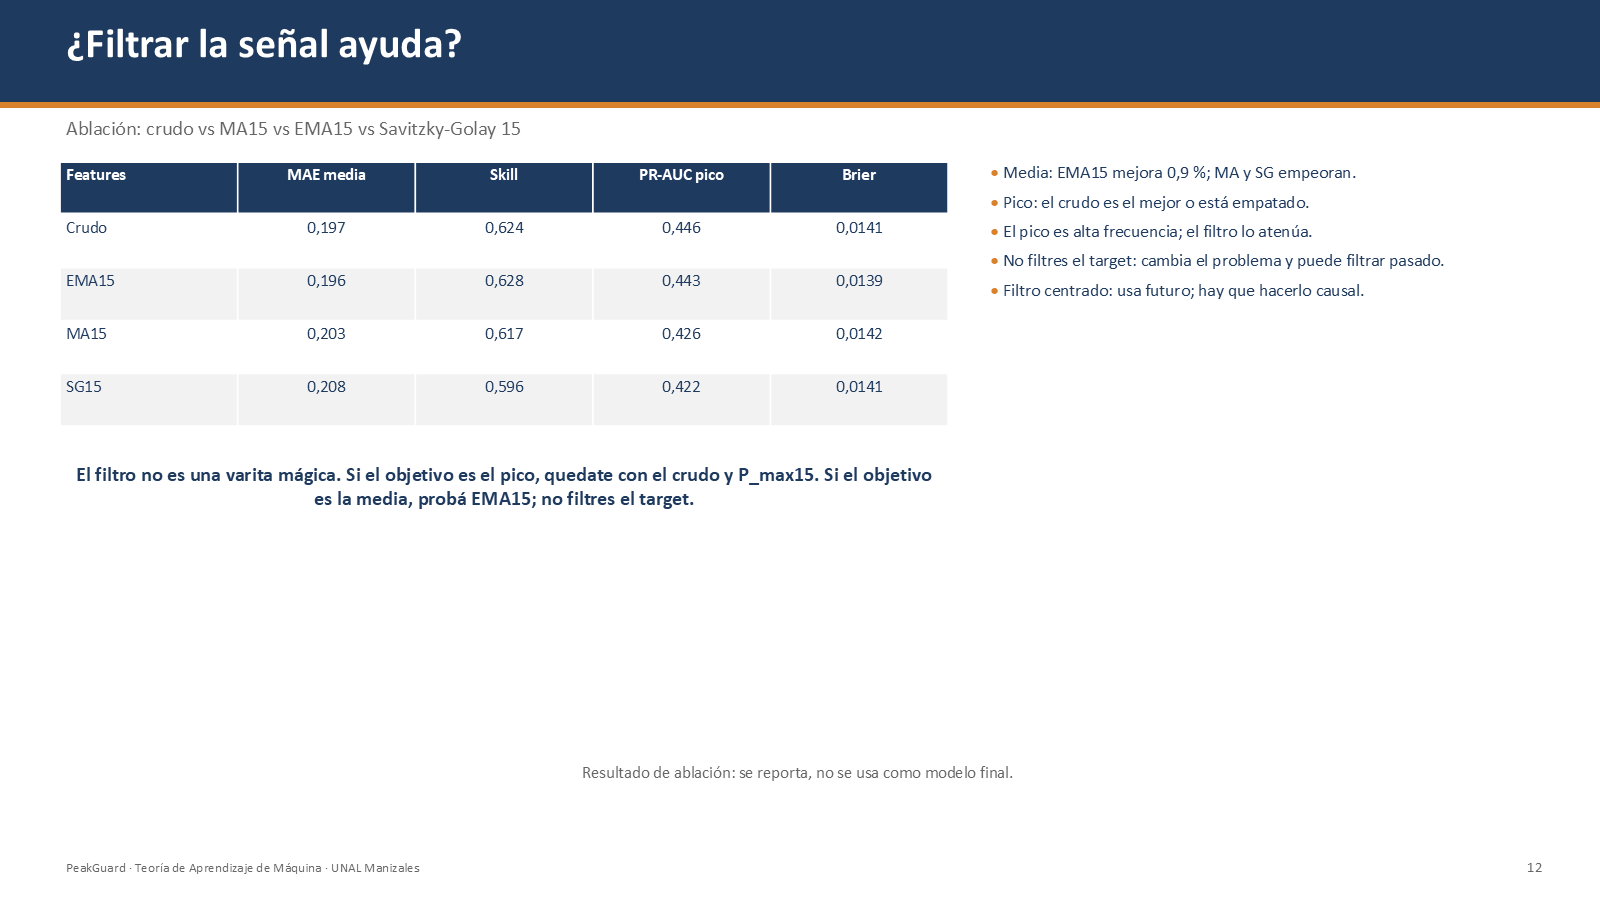 ¿Filtrar la señal ayuda?
Ablación: crudo vs MA15 vs EMA15 vs Savitzky-Golay 15
Features MAE media Skill PR-AUC pico Brier
Crudo 0,197 0,624 0,446 0,0141
EMA15 0,196 0,628 0,443 0,0139
MA15 0,203 0,617 0,426 0,0142
SG15 0,208 0,596 0,422 0,0141
El filtro no es una varita mágica. Si el objetivo es el pico, quedate con el crudo y P_max15. Si el objetivo
es la media, probá EMA15; no filtres el target.
• Media: EMA15 mejora 0,9 %; MA y SG empeoran.
• Pico: el crudo es el mejor o está empatado.
• El pico es alta frecuencia; el filtro lo atenúa.
• No filtres el target: cambia el problema y puede filtrar pasado.
• Filtro centrado: usa futuro; hay que hacerlo causal.
Resultado de ablación: se reporta, no se usa como modelo final.
PeakGuard · Teoría de Aprendizaje de Máquina · UNAL Manizales
12